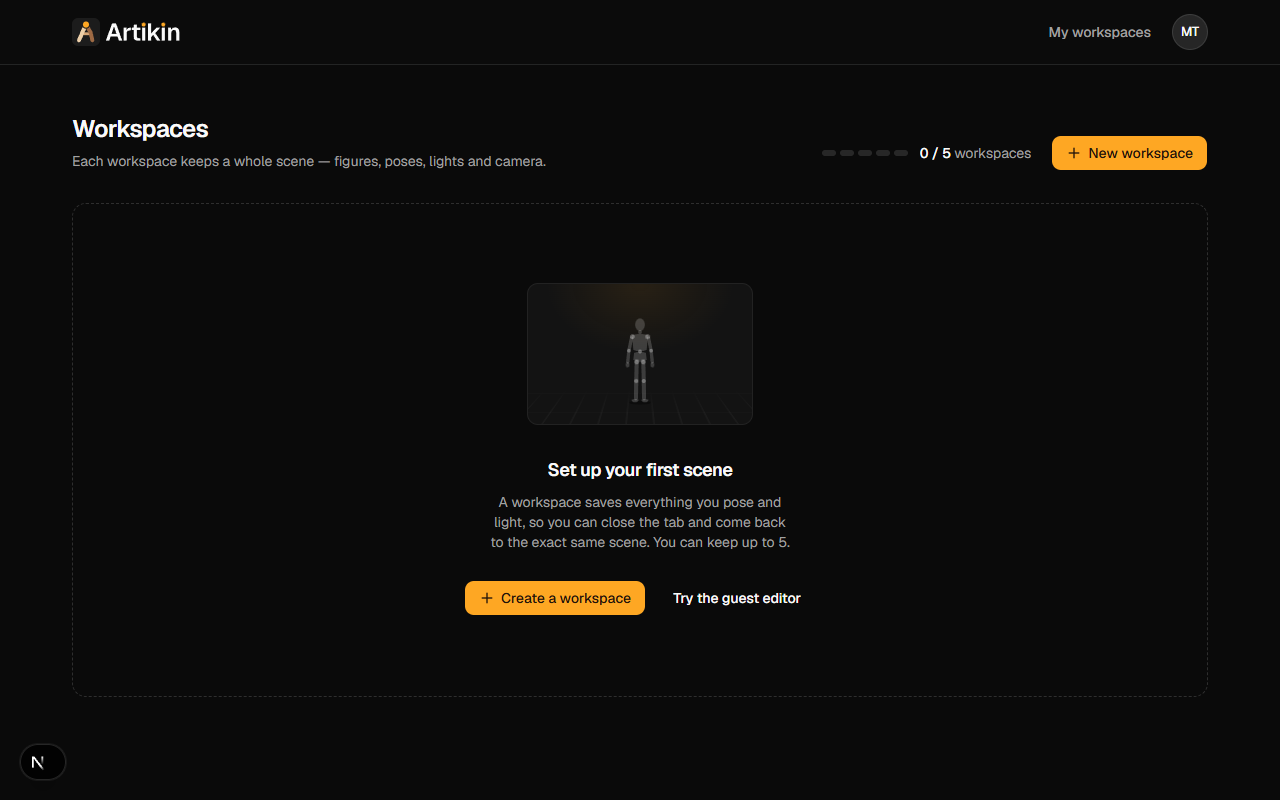 Artikin
My workspaces
MT
Workspaces
Each workspace keeps a whole scene — figures, poses, lights and camera.
0 / 5 workspaces
+ New workspace
Set up your first scene
A workspace saves everything you pose and
light, so you can close the tab and come back
to the exact same scene. You can keep up to 5.
+ Create a workspace
Try the guest editor
N